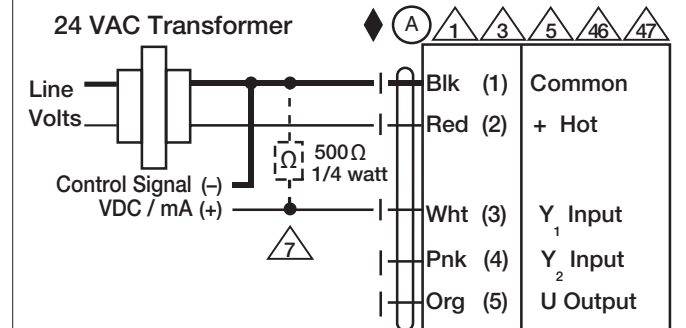 24 VAC Transformer
A 1 3 5 46 47
Line
Volts
Blk (1) Common
Red (2) + Hot
Ω 500Ω
1/4 watt
Control Signal (–)
VDC / mA (+)
Wht (3) Y1 Input
7
Pnk (4) Y2 Input
Org (5) U Output